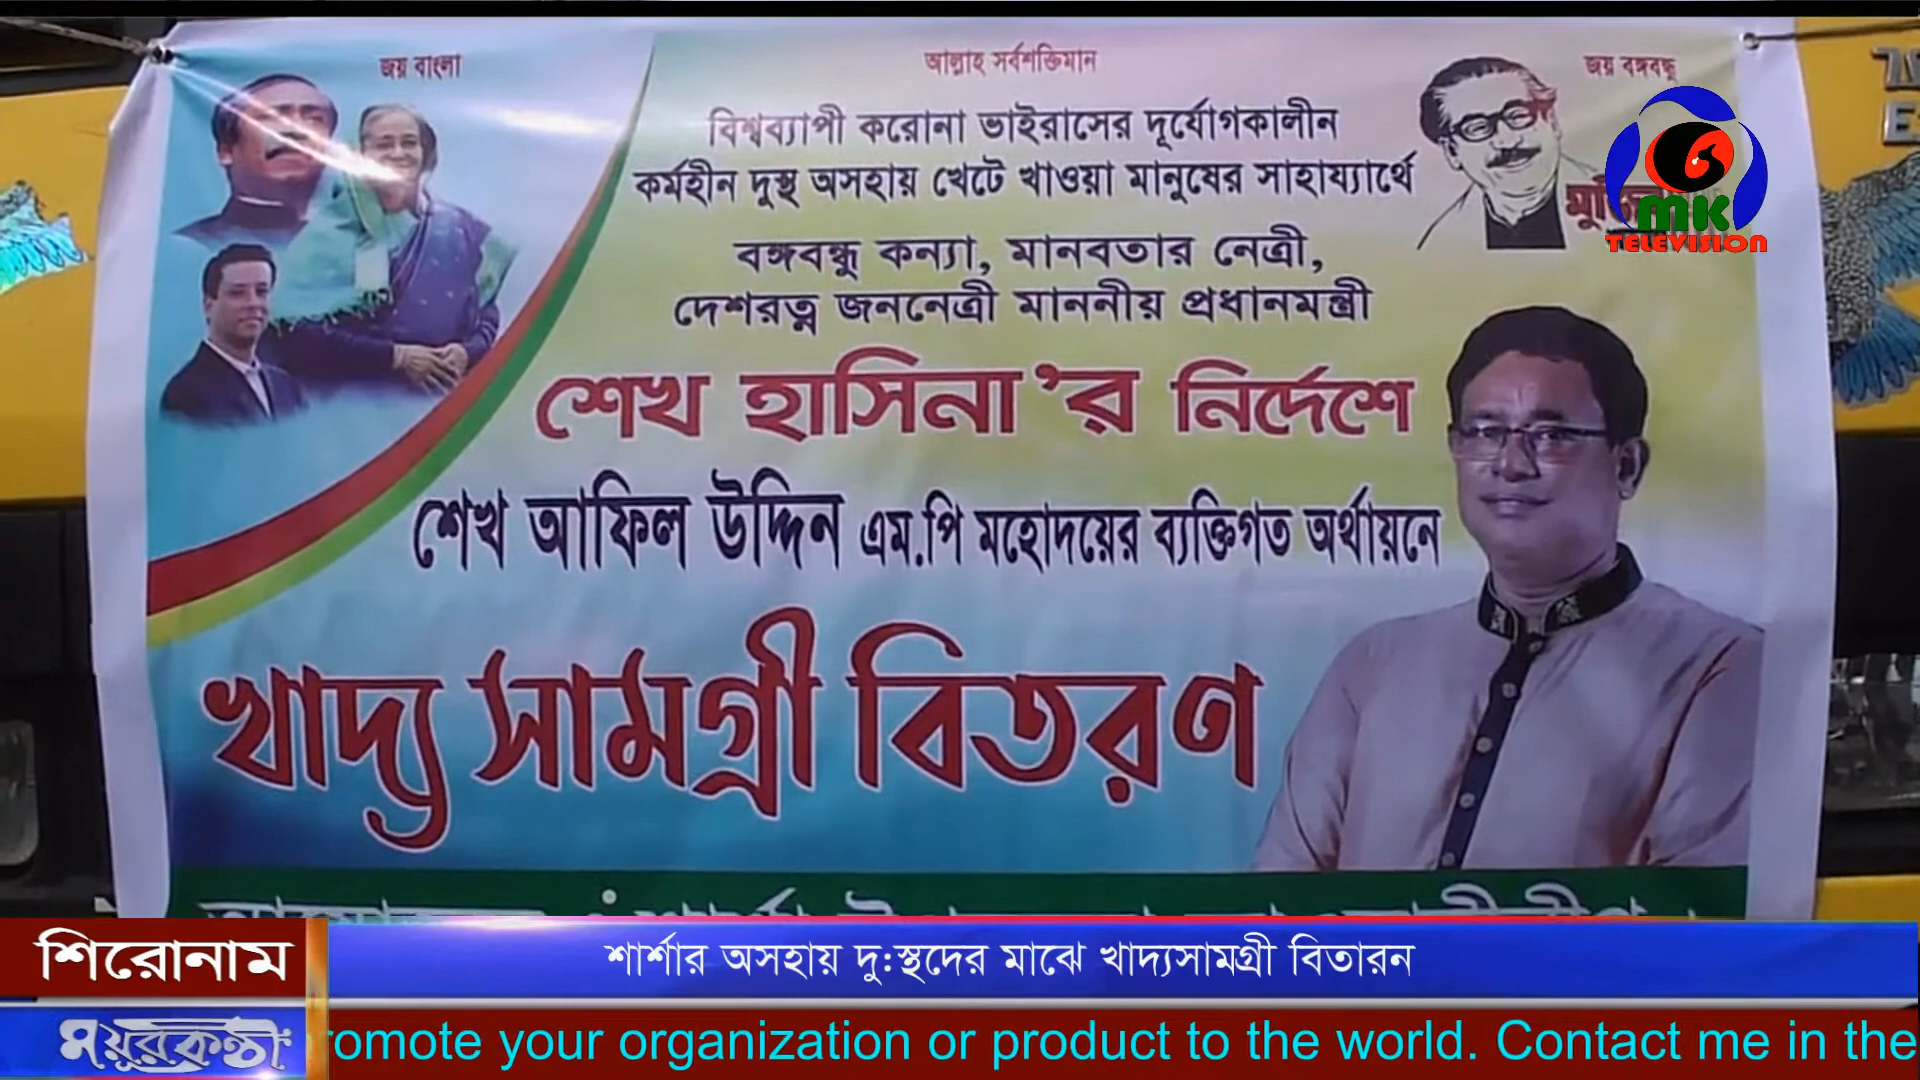 জয় বাংলা
আল্লাহ সর্বশক্তিমান
জয় বঙ্গবন্ধু
বিশ্বব্যাপী করোনা ভাইরাসের দূর্যোগকালীন
কর্মহীন দুস্থ অসহায় খেটে খাওয়া মানুষের সাহায্যার্থে
বঙ্গবন্ধু কন্যা, মানবতার নেত্রী,
দেশরত্ন জননেত্রী মাননীয় প্রধানমন্ত্রী
শেখ হাসিনা'র নির্দেশে
শেখ আফিল উদ্দিন এম.পি মহোদয়ের ব্যক্তিগত অর্থায়নে
খাদ্য সামগ্রী বিতরণ
MK
TELEVISION
শিরোনাম
শার্শার অসহায় দু:স্থদের মাঝে খাদ্যসামগ্রী বিতারন
ময়ূরকন্ঠী
romote your organization or product to the world. Contact me in the